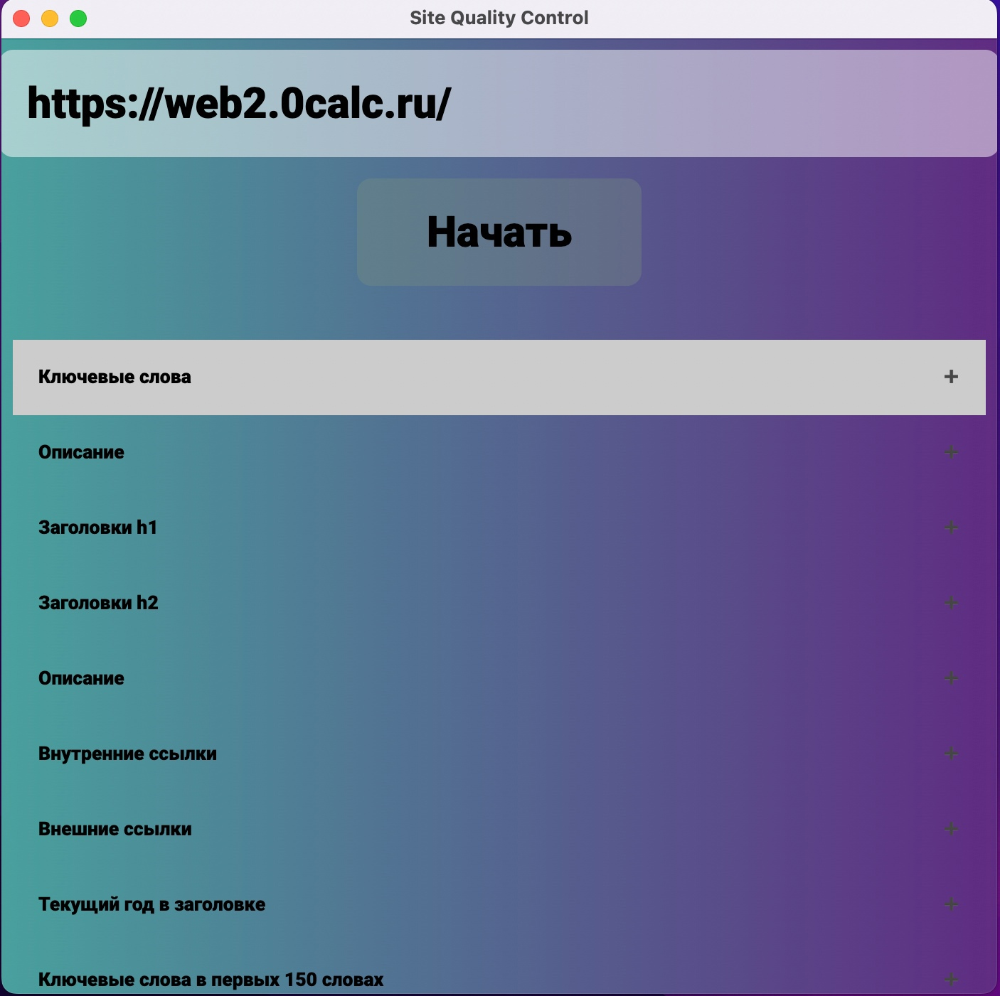 Site Quality Control
https://web2.0calc.ru/
Начать
Ключевые слова +
Описание +
Заголовки h1 +
Заголовки h2 +
Описание +
Внутренние ссылки +
Внешние ссылки +
Текущий год в заголовке +
Ключевые слова в первых 150 словах +